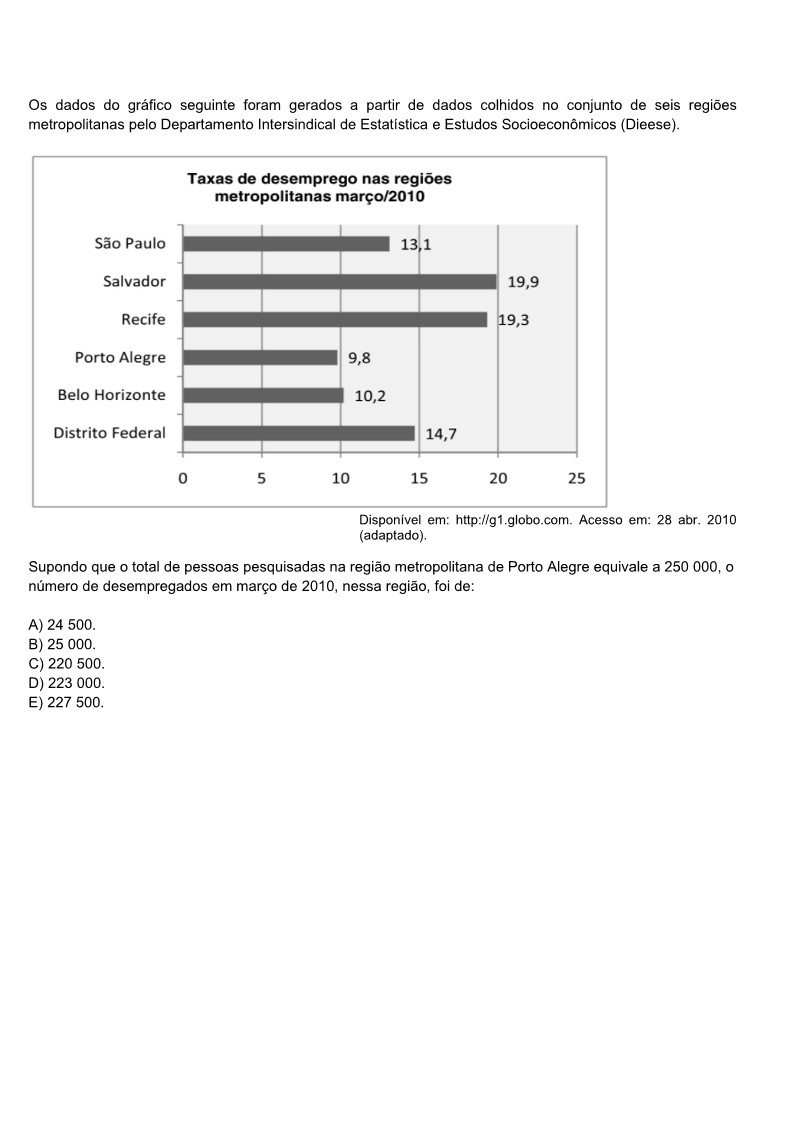 Os dados do gráfico seguinte foram gerados a partir de dados colhidos no conjunto de seis regiões
metropolitanas pelo Departamento Intersindical de Estatística e Estudos Socioeconômicos (Dieese).
Taxas de desemprego nas regiões
metropolitanas março/2010
São Paulo 13,1
Salvador 19,9
Recife 19,3
Porto Alegre 9,8
Belo Horizonte 10,2
Distrito Federal 14,7
0 5 10 15 20 25
Disponível em: http://g1.globo.com. Acesso em: 28 abr. 2010
(adaptado).
Supondo que o total de pessoas pesquisadas na região metropolitana de Porto Alegre equivale a 250 000, o
número de desempregados em março de 2010, nessa região, foi de:
A) 24 500.
B) 25 000.
C) 220 500.
D) 223 000.
E) 227 500.